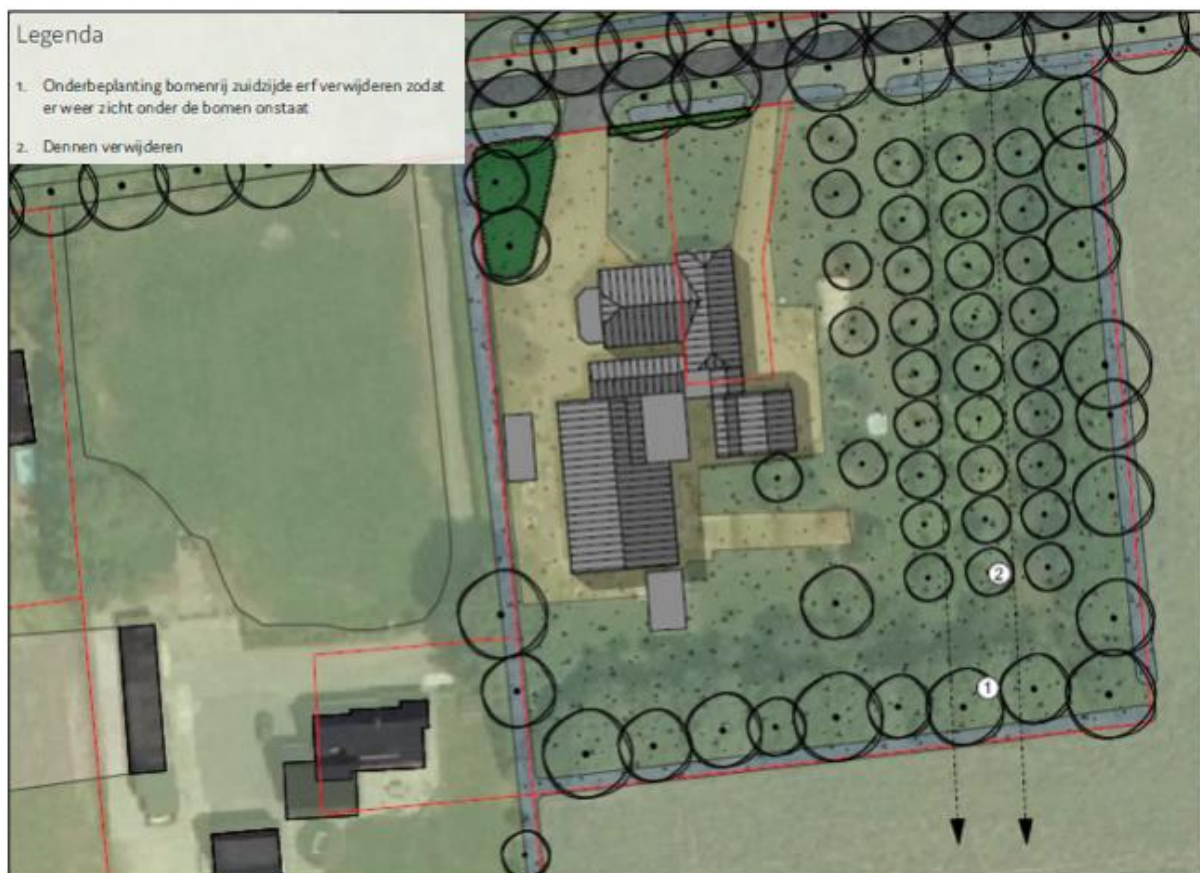 Legenda
1. Onderbeplanting bomenrij zuidzijde erf verwijderen zodat
er weer zicht onder de bomen onstaat
2. Dennen verwijderen
2
1